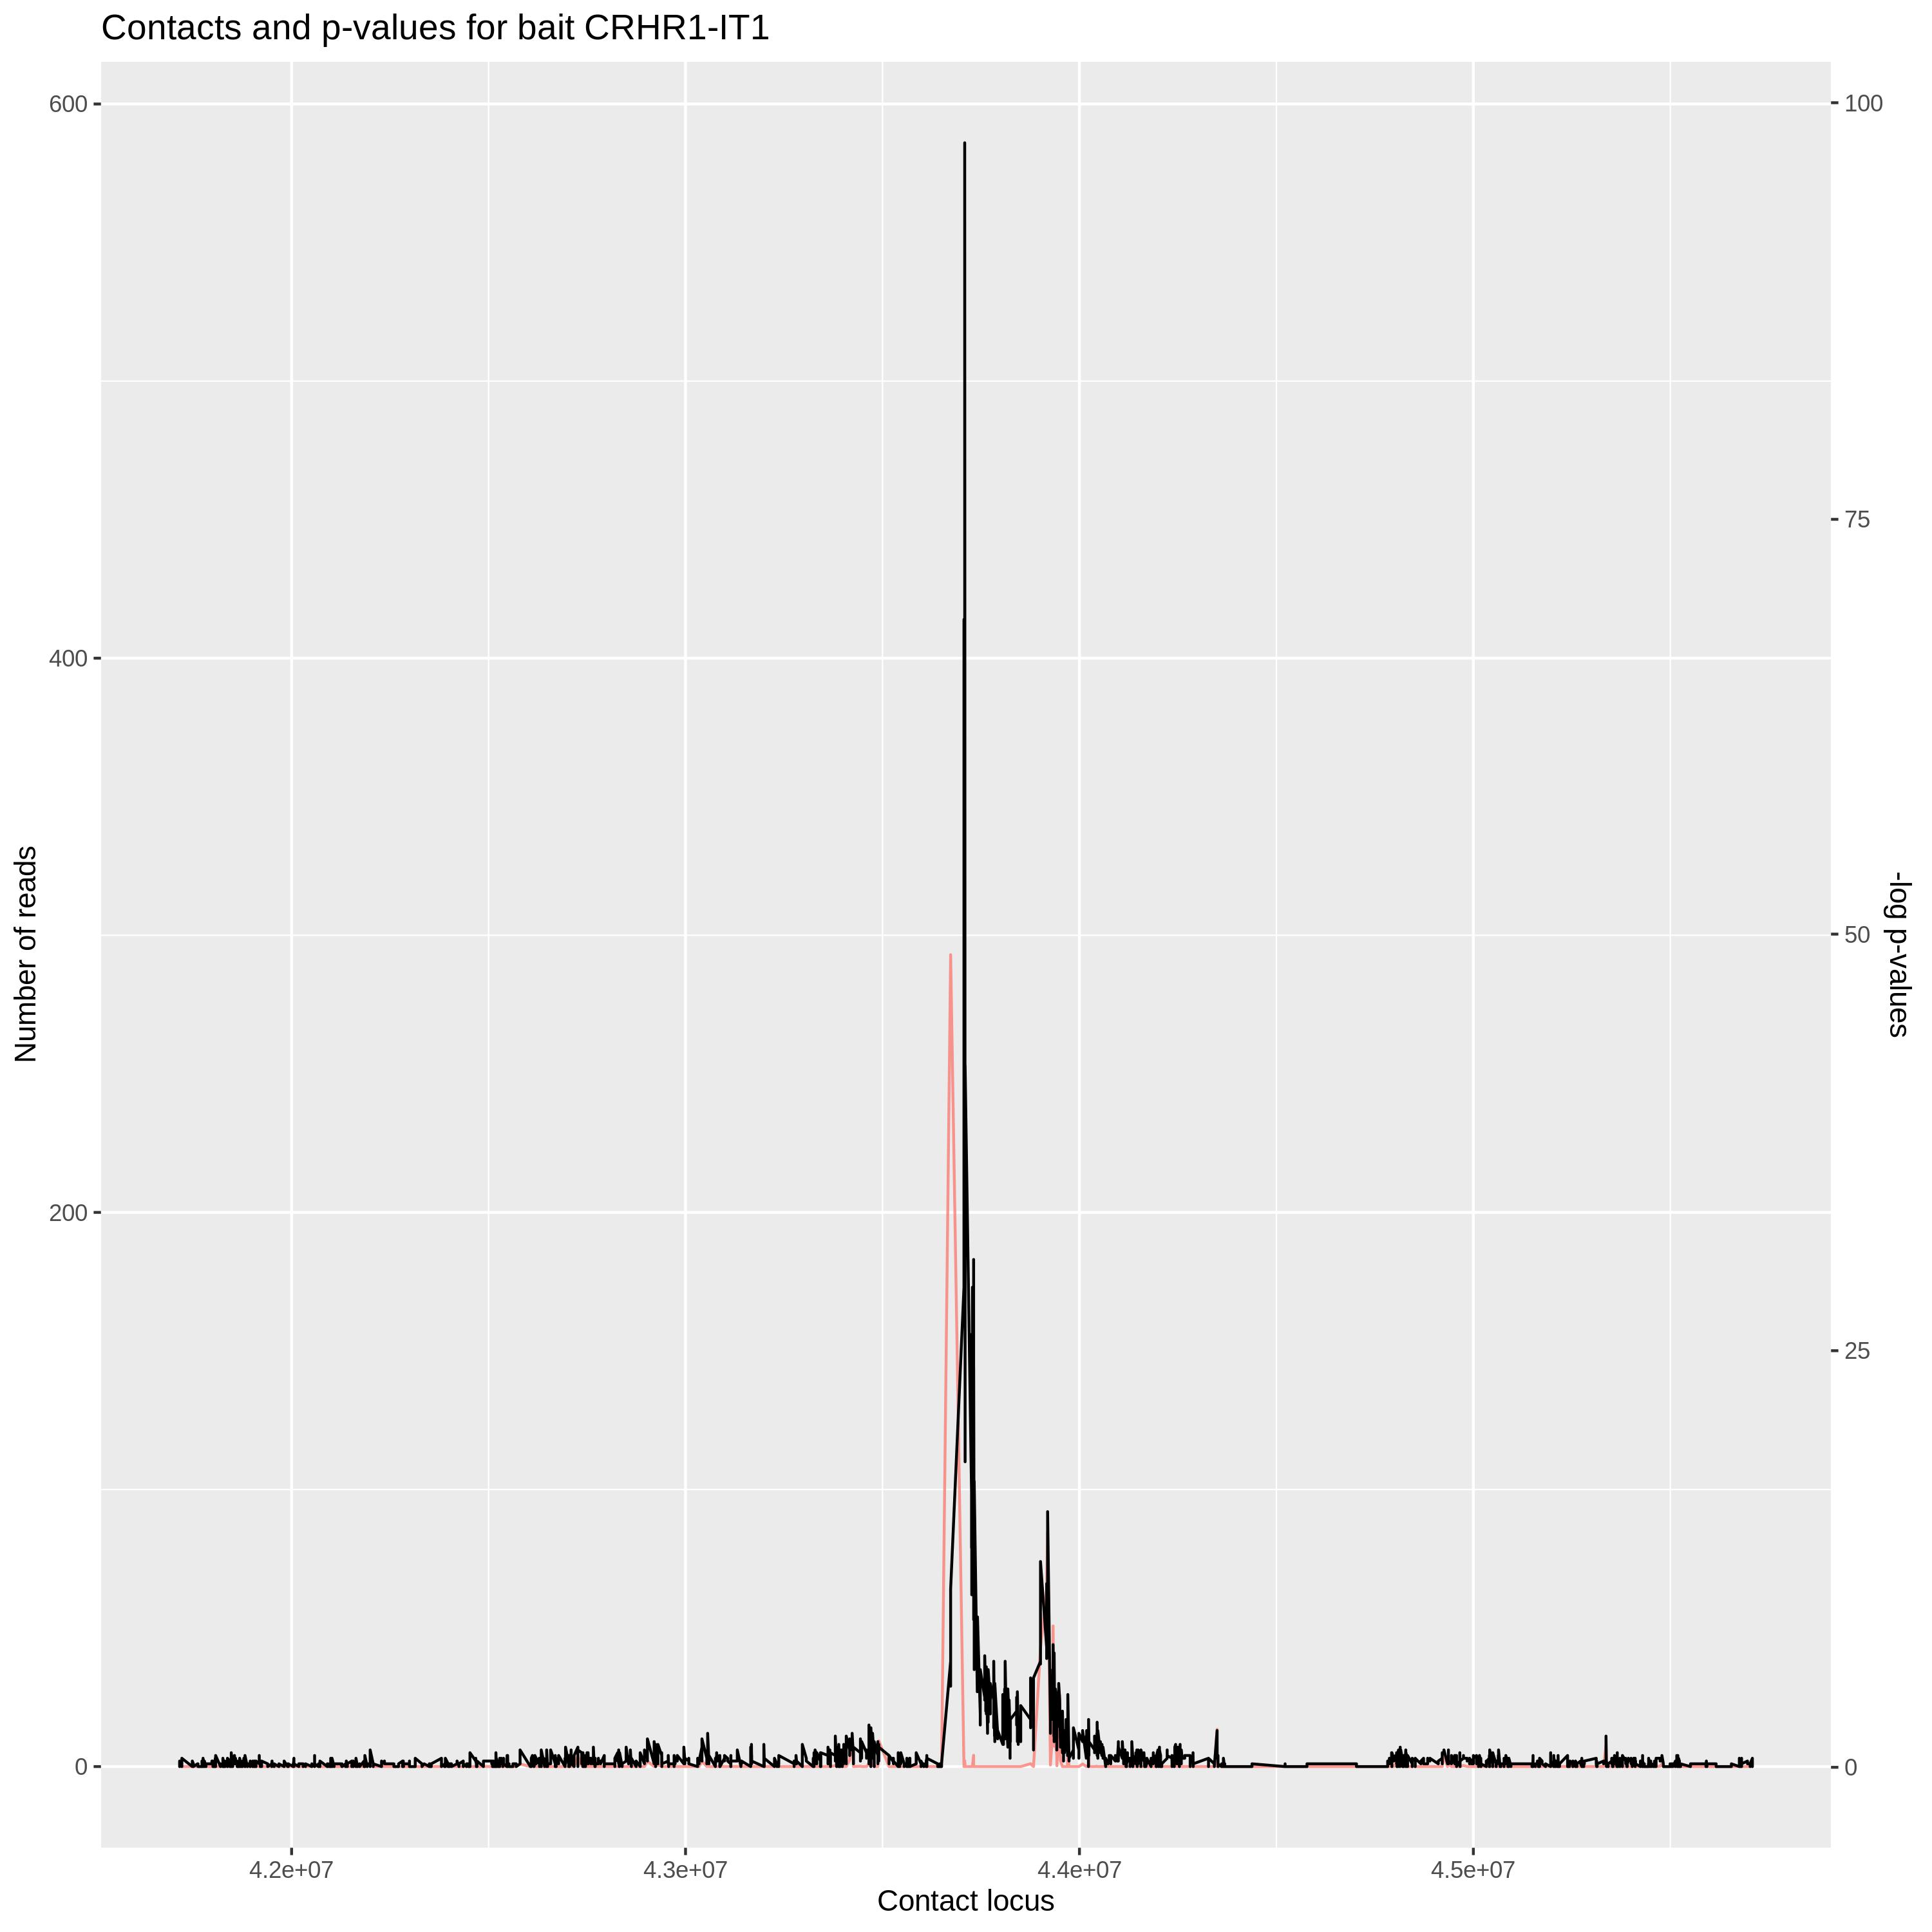 Contacts and p-values for bait CRHR1-IT1
600
400
200
0
Number of reads
100
75
50
25
0
-log p-values
4.2e+07
4.3e+07
4.4e+07
4.5e+07
Contact locus